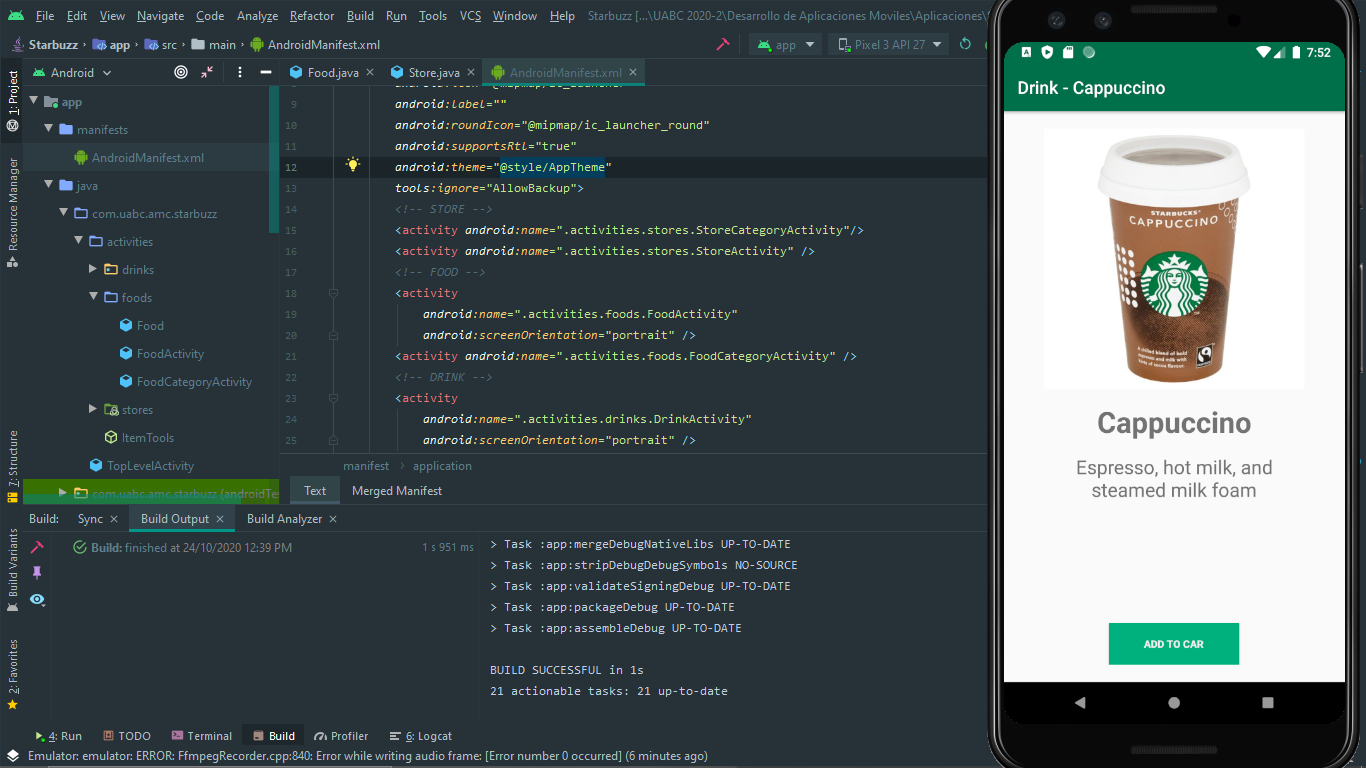 File Edit View Navigate Code Analyze Refactor Build Run Tools VCS Window Help Starbuzz [...\UABC 2020-2\Desarrollo de Aplicaciones Moviles\Aplicaciones\
Starbuzz app src main AndroidManifest.xml app Pixel 3 API 27
Android Food.java Store.java AndroidManifest.xml
1: Project
Resource Manager
7: Structure
Build Variants
2: Favorites
app
manifests
AndroidManifest.xml
java
com.uabc.amc.starbuzz
activities
drinks
foods
Food
FoodActivity
FoodCategoryActivity
stores
ItemTools
TopLevelActivity
com.uabc.amc.starbuzz (androidTe
9 android:label=""
10 android:roundIcon="@mipmap/ic_launcher_round"
11 android:supportsRtl="true"
12 android:theme="@style/AppTheme"
13 tools:ignore="AllowBackup">
14 <!-- STORE -->
15 <activity android:name=".activities.stores.StoreCategoryActivity"/>
16 <activity android:name=".activities.stores.StoreActivity" />
17 <!-- FOOD -->
18 <activity
19 android:name=".activities.foods.FoodActivity"
20 android:screenOrientation="portrait" />
21 <activity android:name=".activities.foods.FoodCategoryActivity" />
22 <!-- DRINK -->
23 <activity
24 android:name=".activities.drinks.DrinkActivity"
25 android:screenOrientation="portrait" />
manifest application
Text Merged Manifest
Build: Sync Build Output Build Analyzer
Build: finished at 24/10/2020 12:39 PM 1 s 951 ms
> Task :app:mergeDebugNativeLibs UP-TO-DATE
> Task :app:stripDebugDebugSymbols NO-SOURCE
> Task :app:validateSigningDebug UP-TO-DATE
> Task :app:packageDebug UP-TO-DATE
> Task :app:assembleDebug UP-TO-DATE
BUILD SUCCESSFUL in 1s
21 actionable tasks: 21 up-to-date
4: Run TODO Terminal Build Profiler 6: Logcat
Emulator: emulator: ERROR: FfmpegRecorder.cpp:840: Error while writing audio frame: [Error number 0 occurred] (6 minutes ago)
7:52
Drink - Cappuccino
STARBUCKS
CAPPUCCINO
A chilled blend of bold
espresso and milk with
hints of cocoa flavour.
Cappuccino
Espresso, hot milk, and
steamed milk foam
ADD TO CAR